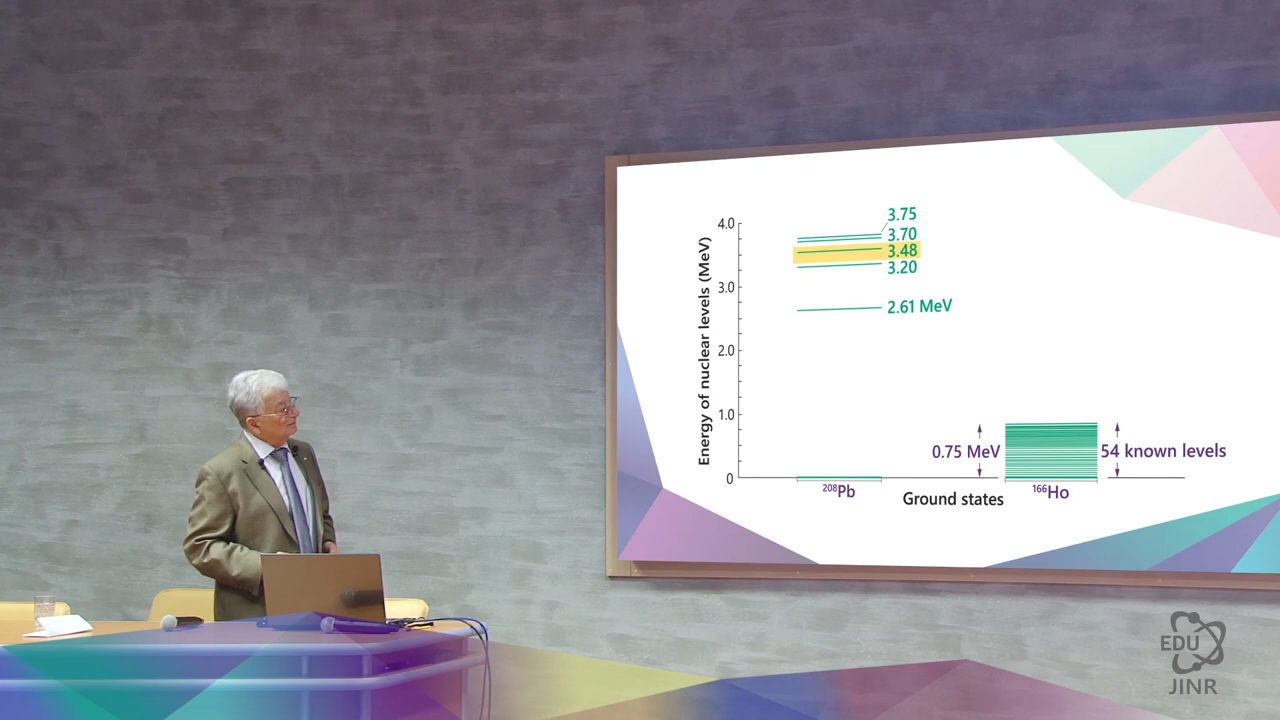 Energy of nuclear levels (MeV)
4.0
3.0
2.0
1.0
0
3.75
3.70
3.48
3.20
2.61 MeV
0.75 MeV
54 known levels
²⁰⁸Pb
¹⁶⁶Ho
Ground states
EDU
JINR